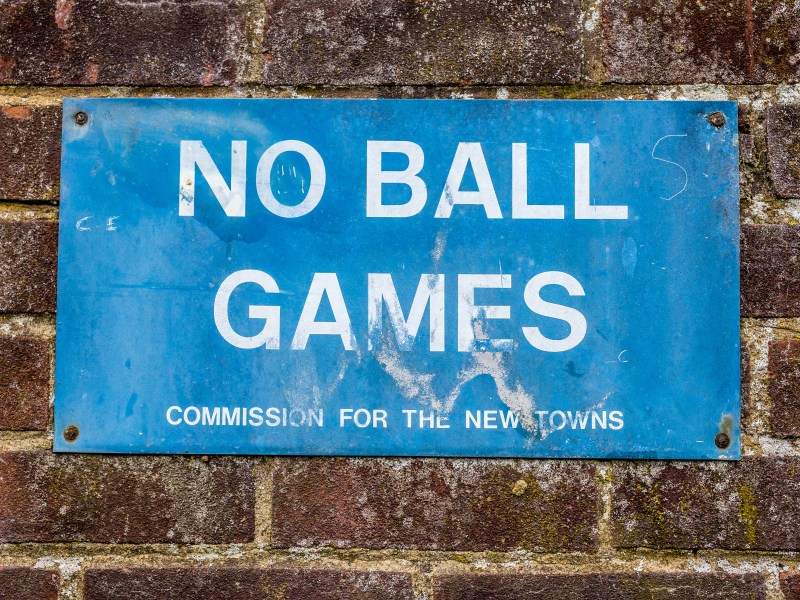 NO BALL
GAMES
COMMISSION FOR THE NEW TOWNS